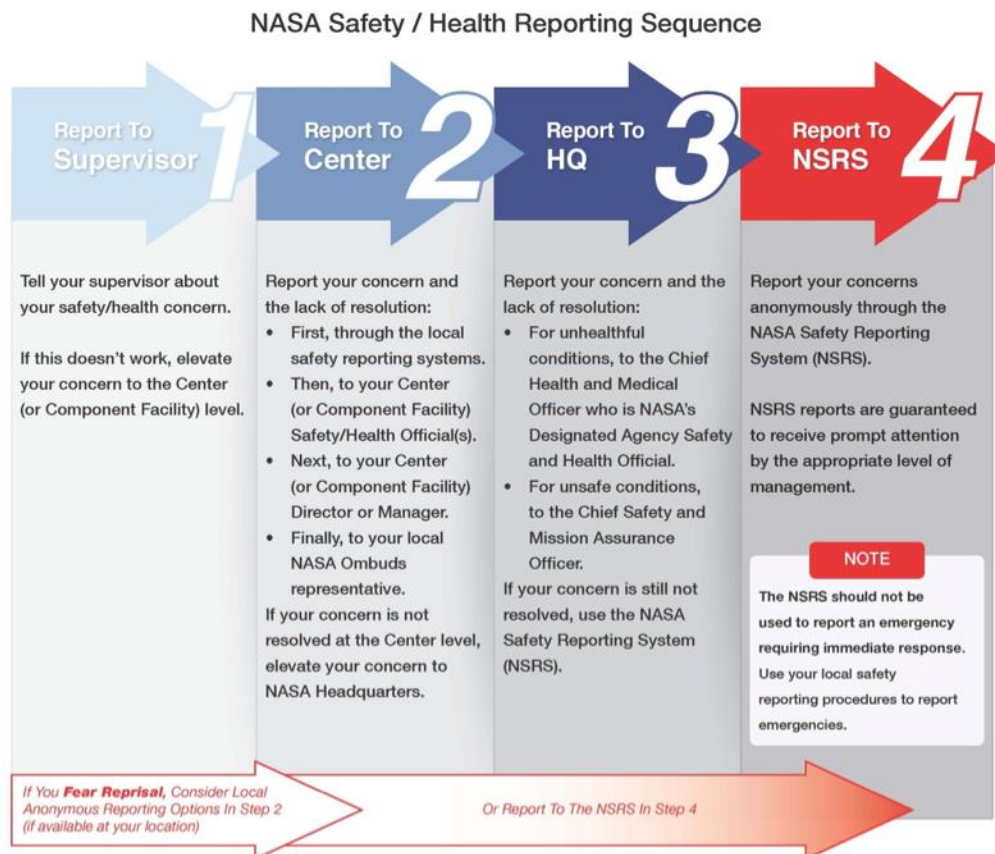 NASA Safety / Health Reporting Sequence
Report To
Supervisor
1
Tell your supervisor about
your safety/health concern.
If this doesn't work, elevate
your concern to the Center
(or Component Facility) level.
Report To
Center
2
Report your concern and
the lack of resolution:
• First, through the local
safety reporting systems.
• Then, to your Center
(or Component Facility)
Safety/Health Official(s).
• Next, to your Center
(or Component Facility)
Director or Manager.
• Finally, to your local
NASA Ombuds
representative.
If your concern is not
resolved at the Center level,
elevate your concern to
NASA Headquarters.
Report To
HQ
3
Report your concern and the
lack of resolution:
• For unhealthful
conditions, to the Chief
Health and Medical
Officer who is NASA's
Designated Agency Safety
and Health Official.
• For unsafe conditions,
to the Chief Safety and
Mission Assurance
Officer.
If your concern is still not
resolved, use the NASA
Safety Reporting System
(NSRS).
Report To
NSRS
4
Report your concerns
anonymously through the
NASA Safety Reporting
System (NSRS).
NSRS reports are guaranteed
to receive prompt attention
by the appropriate level of
management.
NOTE
The NSRS should not be
used to report an emergency
requiring immediate response.
Use your local safety
reporting procedures to report
emergencies.
If You Fear Reprisal, Consider Local
Anonymous Reporting Options In Step 2
(if available at your location)
Or Report To The NSRS In Step 4